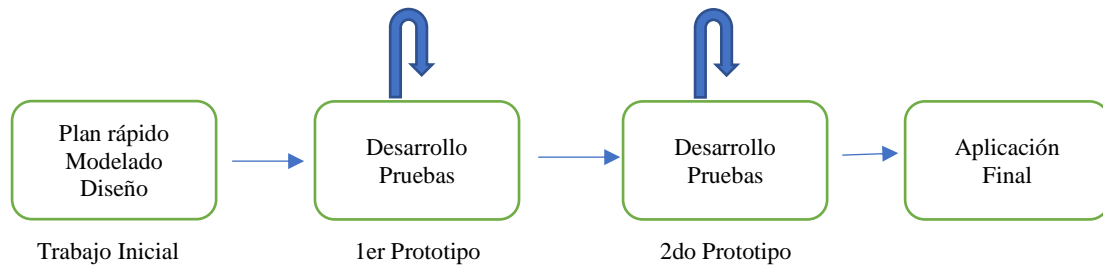 Plan rápido
Modelado
Diseño
Desarrollo
Pruebas
Desarrollo
Pruebas
Aplicación
Final
Trabajo Inicial
1er Prototipo
2do Prototipo